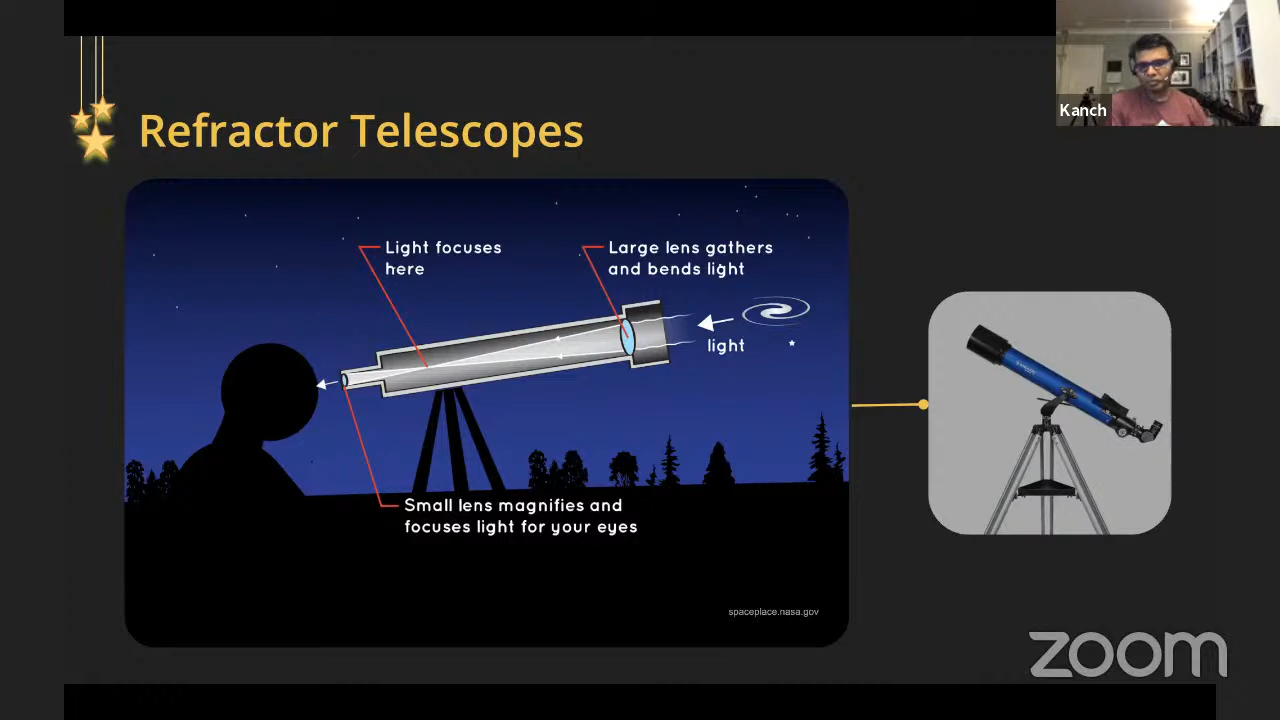 Kanch
Refractor Telescopes
Light focuses
here
Large lens gathers
and bends light
light
Small lens magnifies and
focuses light for your eyes
spaceplace.nasa.gov
zoom